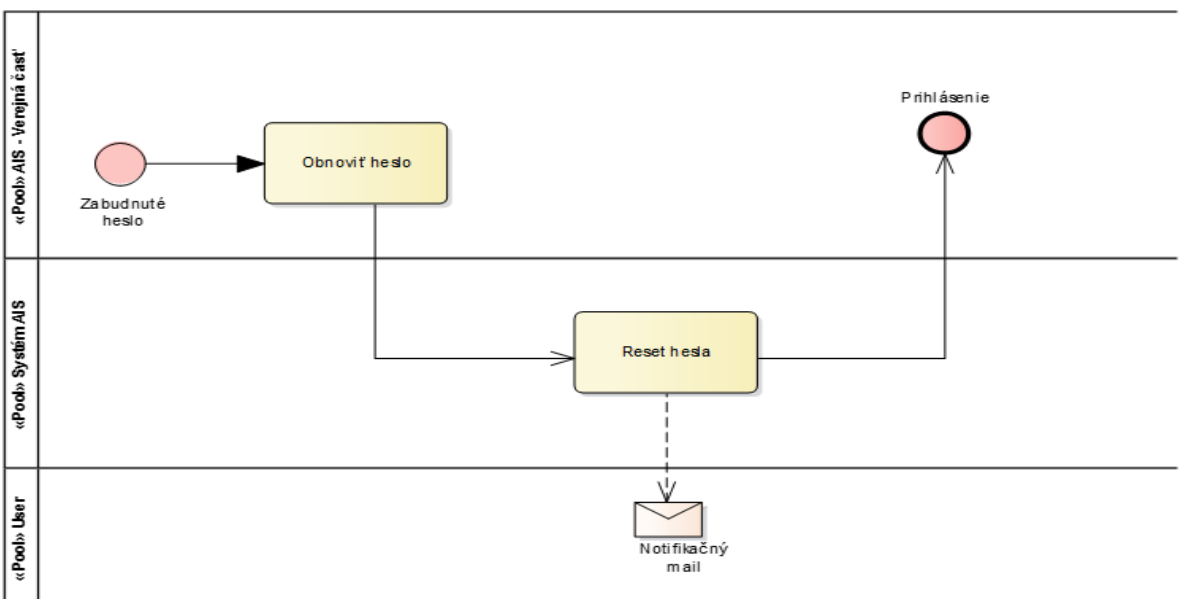 «Pool» AIS - Verejná časť
Zabudnuté
heslo
Obnoviť heslo
Prihlásenie
«Pool» Systém AIS
Reset hesla
«Pool» User
Notifikačný
mail